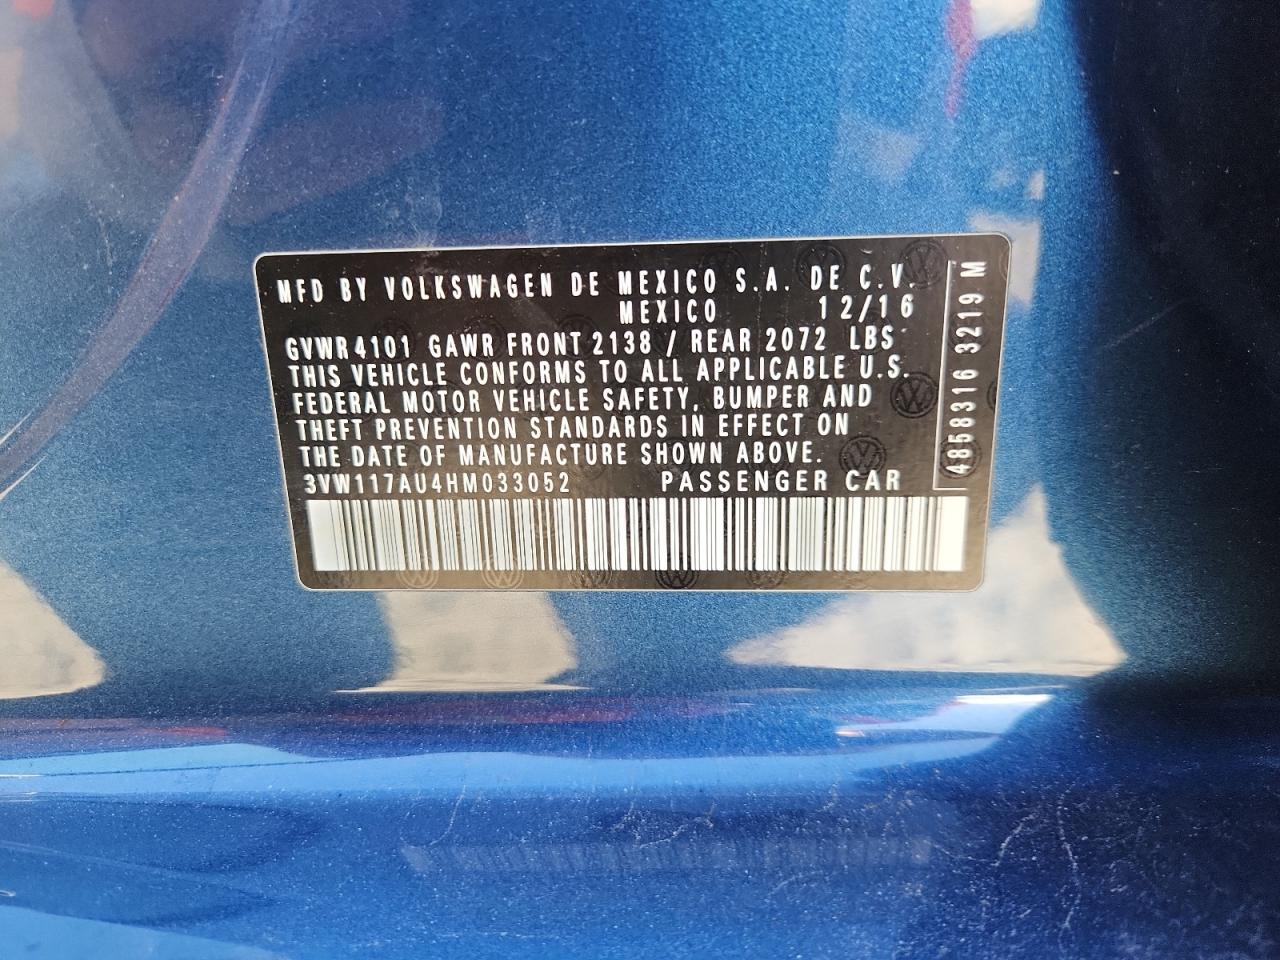 MFD BY VOLKSWAGEN DE MEXICO S.A. DE C.V.
MEXICO 12/16
GVWR4101 GAWR FRONT 2138 / REAR 2072 LBS
THIS VEHICLE CONFORMS TO ALL APPLICABLE U.S.
FEDERAL MOTOR VEHICLE SAFETY, BUMPER AND
THEFT PREVENTION STANDARDS IN EFFECT ON
THE DATE OF MANUFACTURE SHOWN ABOVE.
3VW117AU4HM033052 PASSENGER CAR
4858316 3219 M